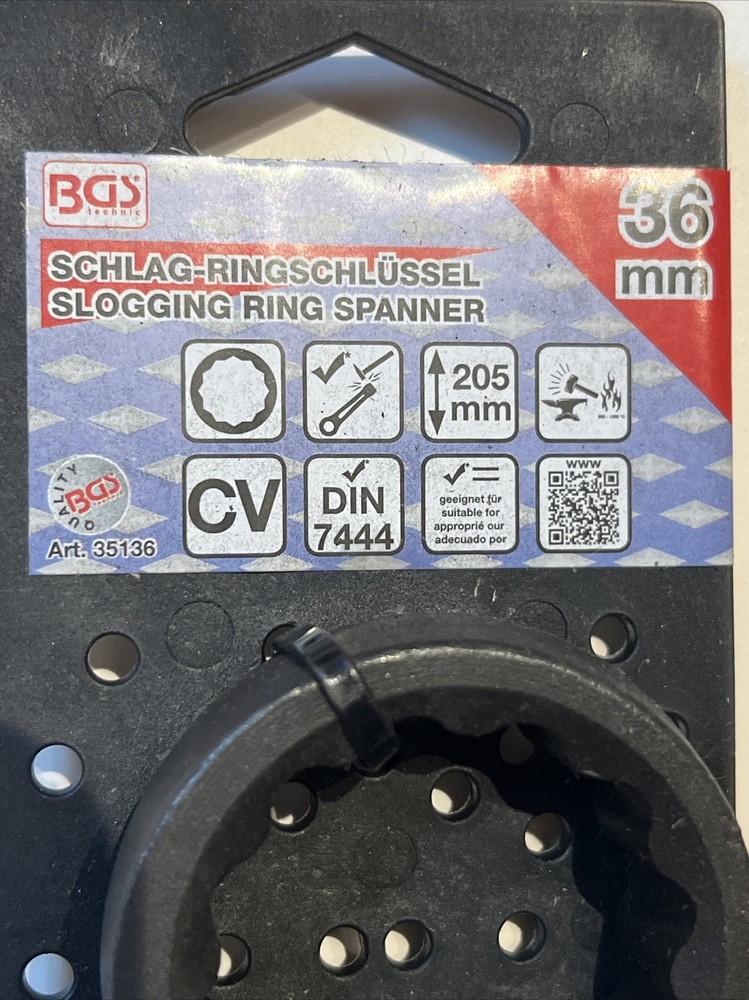 BGS
technic
36
mm
SCHLAG-RINGSCHLÜSSEL
SLOGGING RING SPANNER
205
mm
CV
DIN
7444
geeignet für
suitable for
approprié our
adecuado por
WWW
QUALITY
BGS
Art. 35136